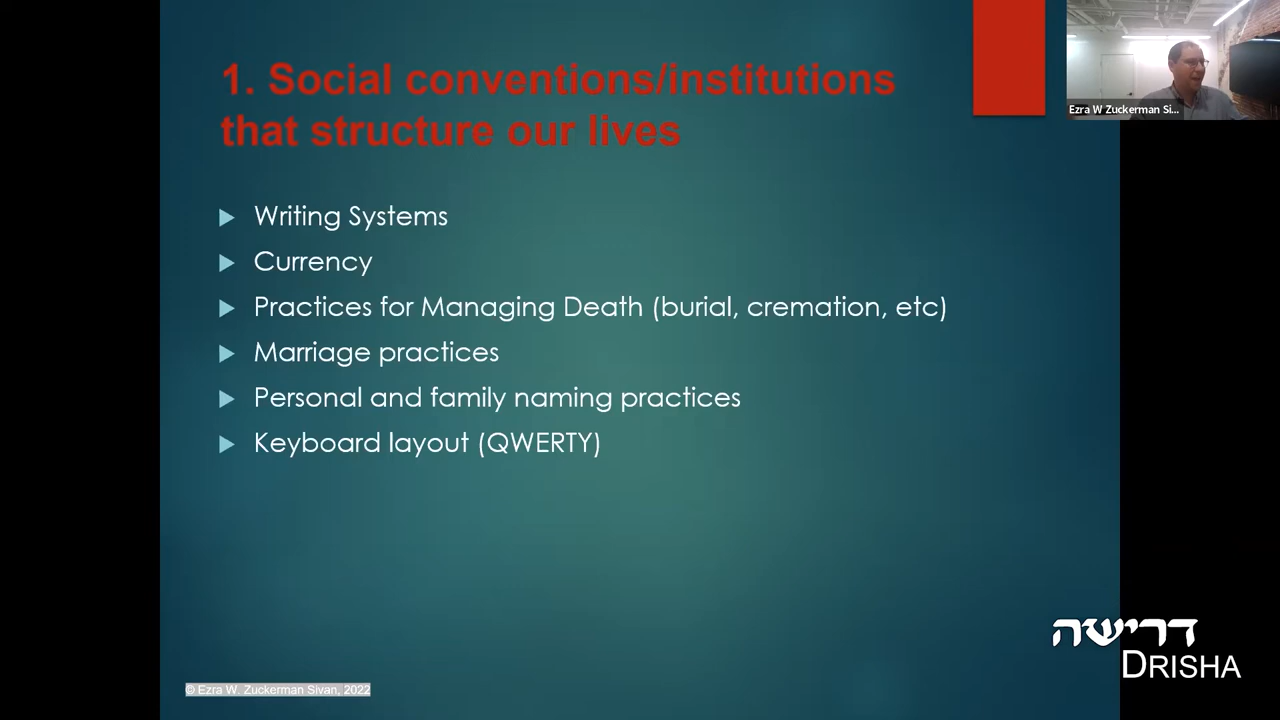 1. Social conventions/institutions
that structure our lives
Writing Systems
Currency
Practices for Managing Death (burial, cremation, etc)
Marriage practices
Personal and family naming practices
Keyboard layout (QWERTY)
Ezra W Zuckerman Si...
דרישה
DRISHA
© Ezra W. Zuckerman Sivan, 2022